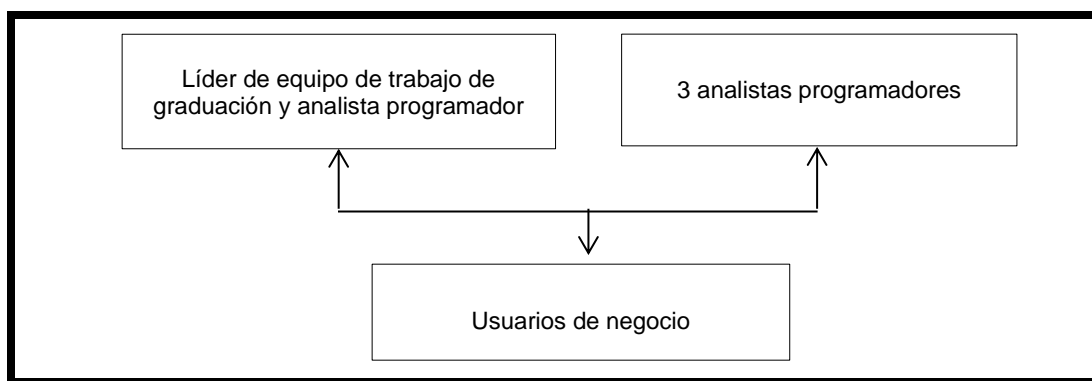 Líder de equipo de trabajo de
graduación y analista programador
3 analistas programadores
Usuarios de negocio